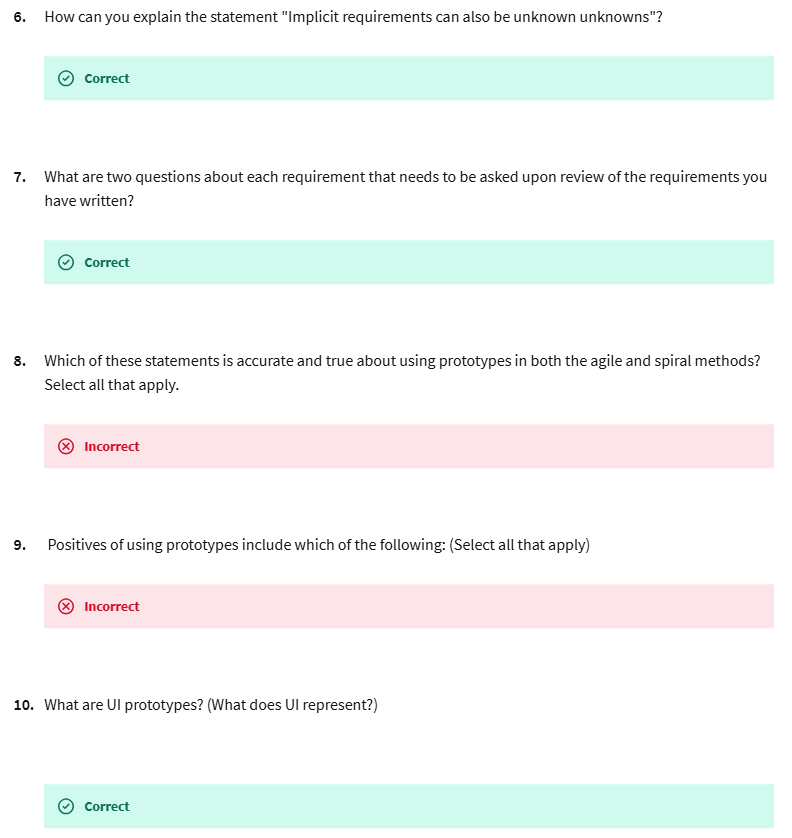 6. How can you explain the statement "Implicit requirements can also be unknown unknowns"?
Correct
7. What are two questions about each requirement that needs to be asked upon review of the requirements you
have written?
Correct
8. Which of these statements is accurate and true about using prototypes in both the agile and spiral methods?
Select all that apply.
Incorrect
9. Positives of using prototypes include which of the following: (Select all that apply)
Incorrect
10. What are UI prototypes? (What does UI represent?)
Correct